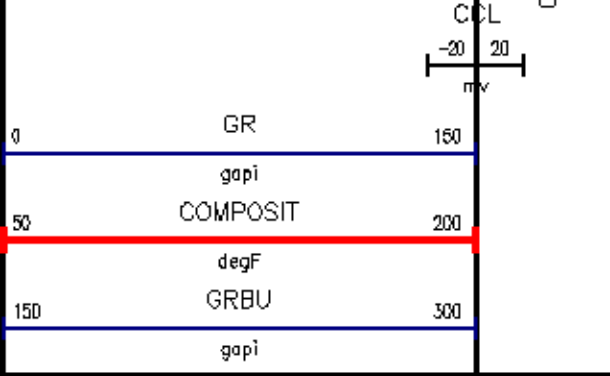 CCL
-20 20
mv
GR
0 150
gapi
COMPOSIT
50 200
degF
GRBU
150 300
gapi